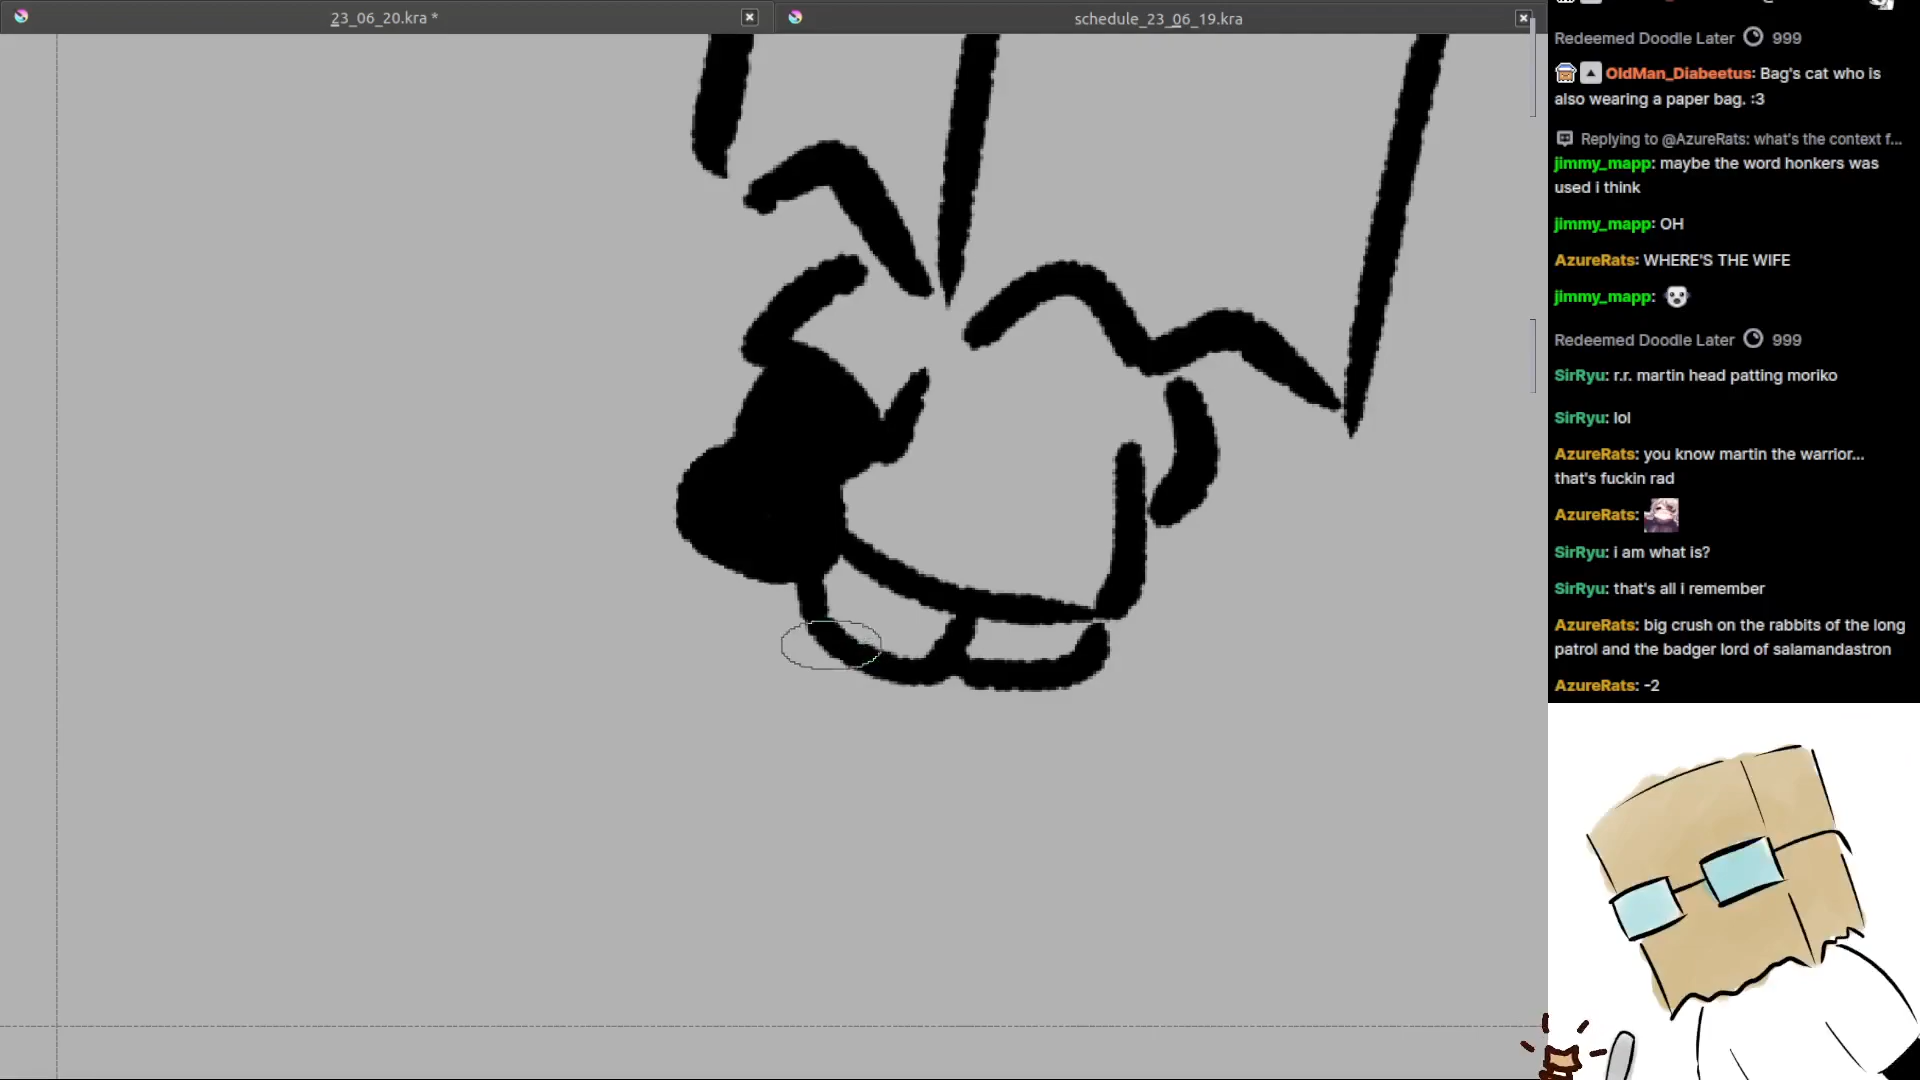 23_06_20.kra *
schedule_23_06_19.kra
Redeemed Doodle Later 999
OldMan_Diabeetus: Bag's cat who is
also wearing a paper bag. :3
Replying to @AzureRats: what's the context f...
jimmy_mapp: maybe the word honkers was
used i think
jimmy_mapp: OH
AzureRats: WHERE'S THE WIFE
jimmy_mapp:
Redeemed Doodle Later 999
SirRyu: r.r. martin head patting moriko
SirRyu: lol
AzureRats: you know martin the warrior...
that's fuckin rad
AzureRats:
SirRyu: i am what is?
SirRyu: that's all i remember
AzureRats: big crush on the rabbits of the long
patrol and the badger lord of salamandastron
AzureRats: -2